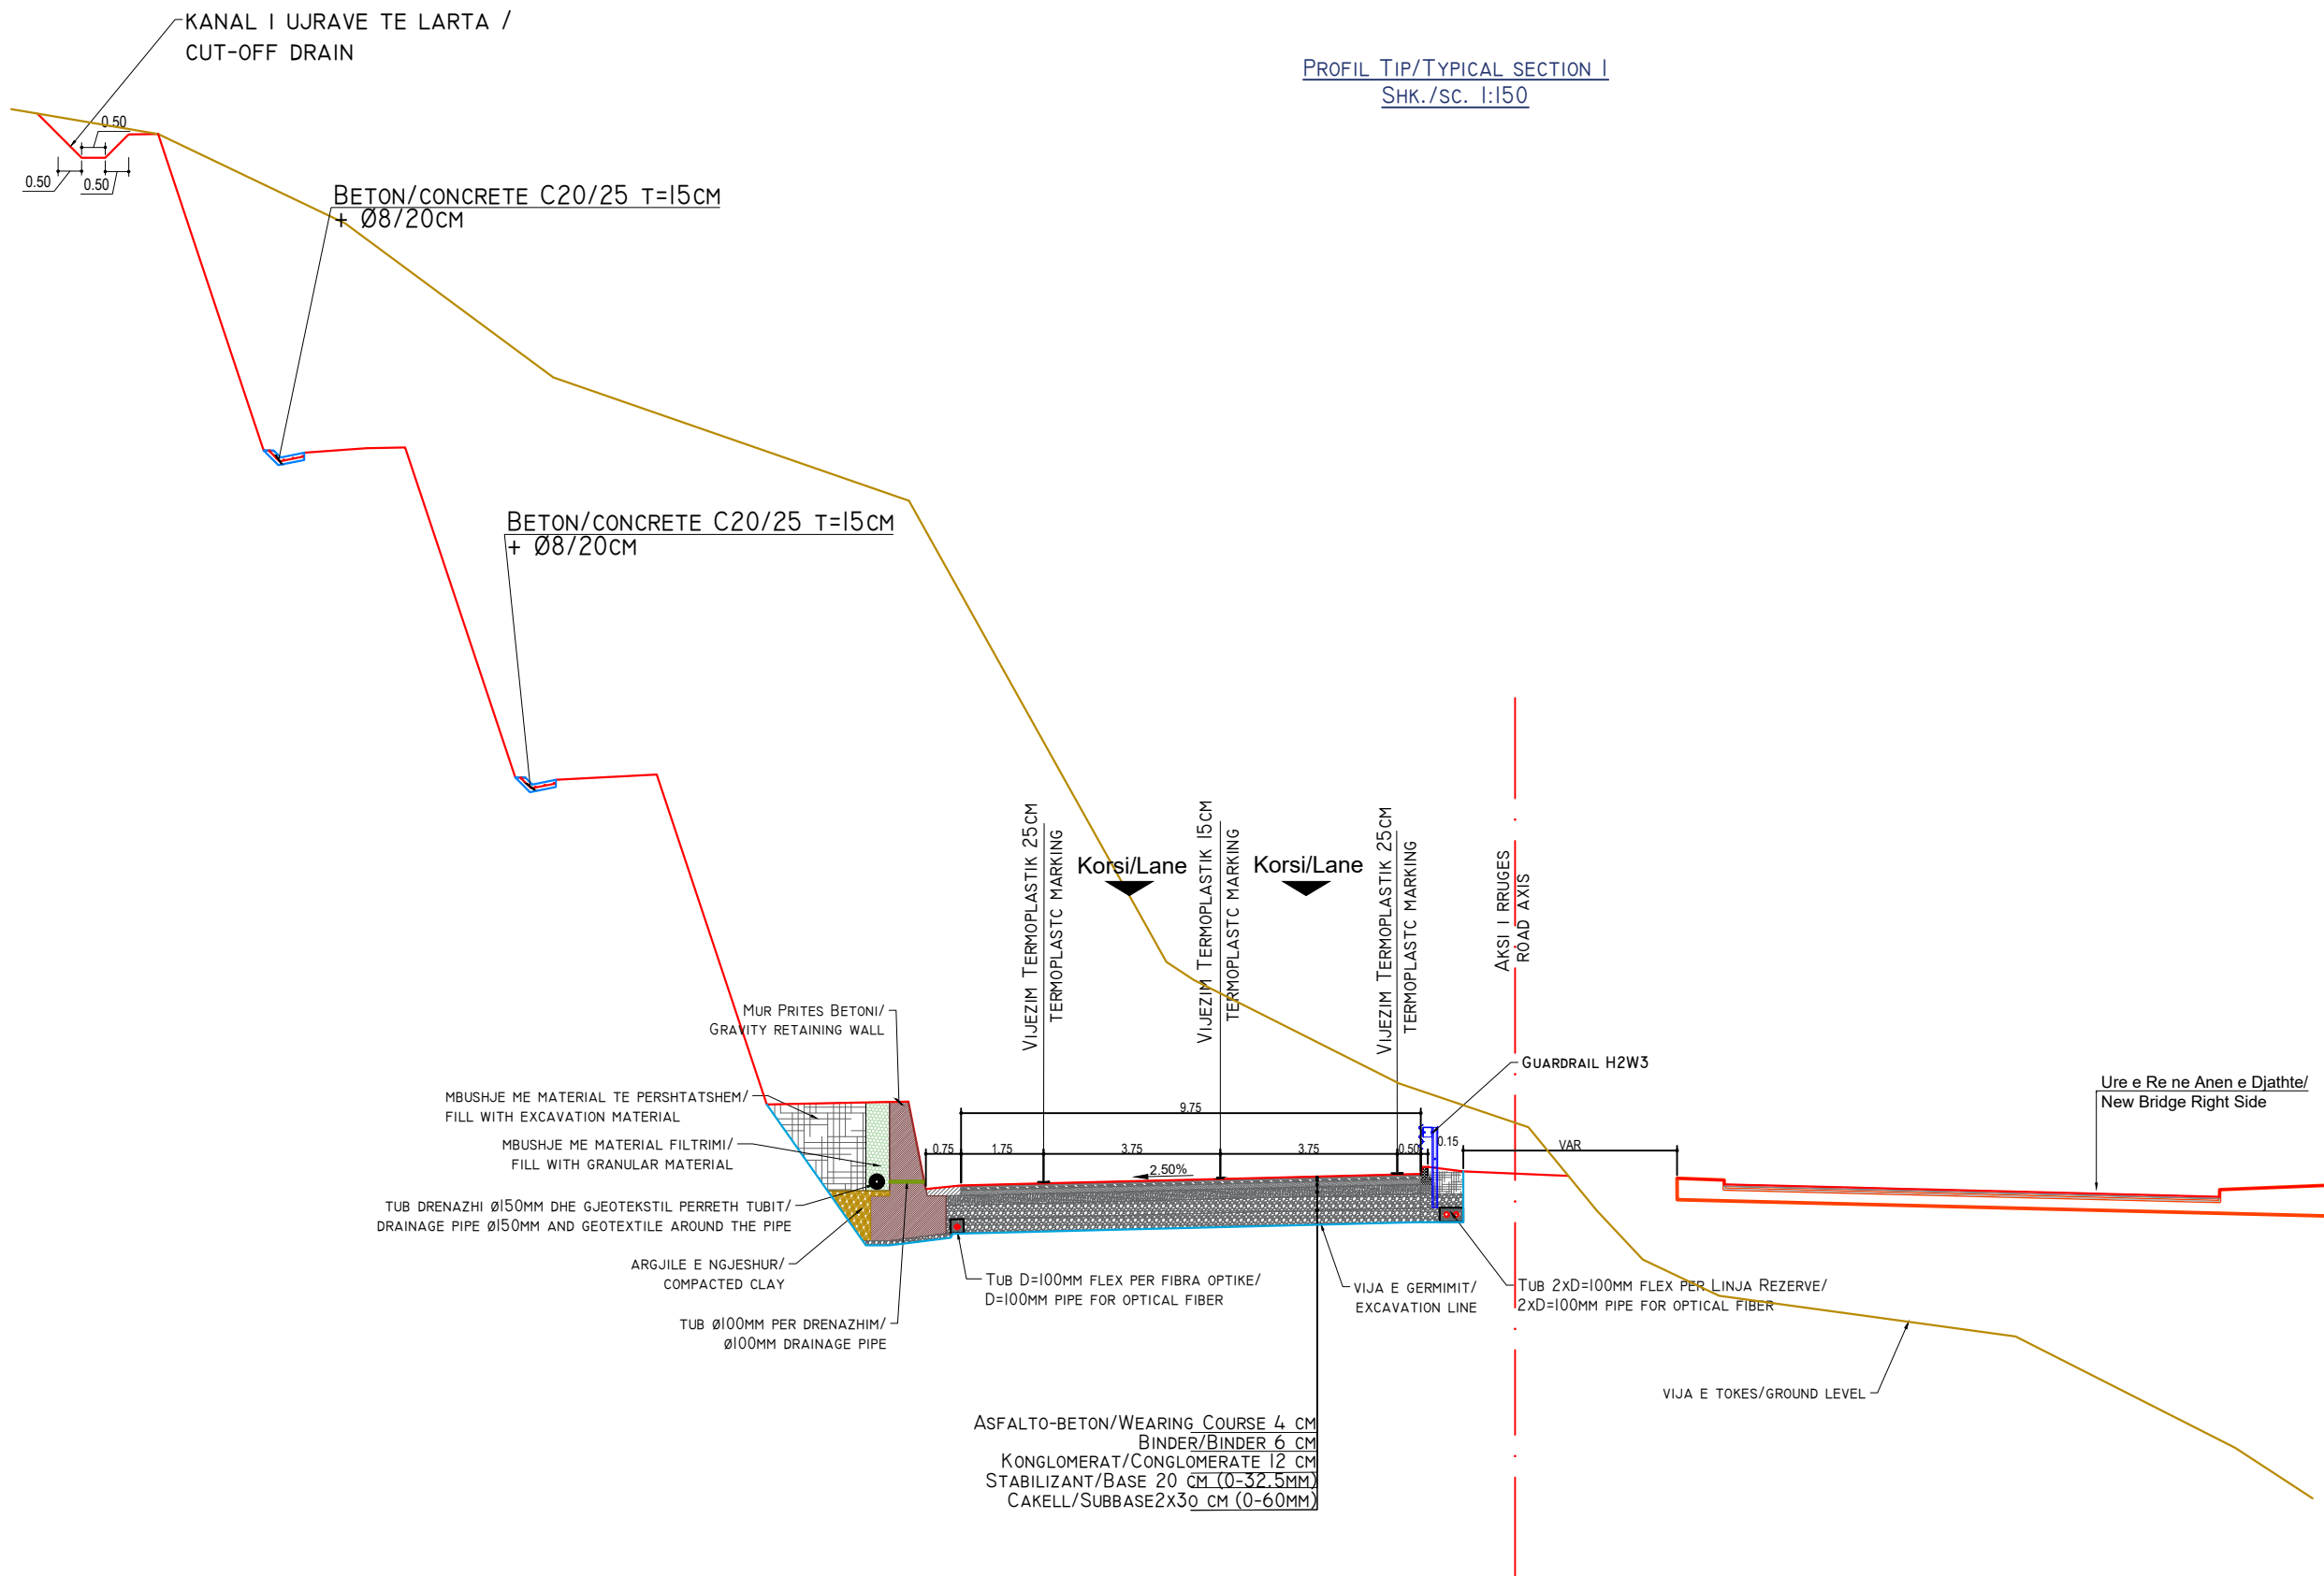 KANAL I UJRAVE TE LARTA /
CUT-OFF DRAIN
PROFIL TIP/TYPICAL SECTION I
SHK./SC. 1:150
0.50
0.50
0.50
BETON/CONCRETE C20/25 T=15CM
+ Ø8/20CM
BETON/CONCRETE C20/25 T=15CM
+ Ø8/20CM
VIJEZIM TERMOPLASTIK 25CM
TERMOPLASTC MARKING
Korsi/Lane
VIJEZIM TERMOPLASTIK 15CM
TERMOPLASTC MARKING
Korsi/Lane
VIJEZIM TERMOPLASTIK 25CM
TERMOPLASTC MARKING
AKSI I RRUGES
ROAD AXIS
MUR PRITES BETONI/
GRAVITY RETAINING WALL
GUARDRAIL H2W3
Ure e Re ne Anen e Djathte/
New Bridge Right Side
MBUSHJE ME MATERIAL TE PERSHTATSHEM/
FILL WITH EXCAVATION MATERIAL
9.75
0.75
1.75
3.75
3.75
0.50
0.15
VAR
2.50%
MBUSHJE ME MATERIAL FILTRIMI/
FILL WITH GRANULAR MATERIAL
TUB DRENAZHI Ø150MM DHE GJEOTEKSTIL PERRETH TUBIT/
DRAINAGE PIPE Ø150MM AND GEOTEXTILE AROUND THE PIPE
ARGJILE E NGJESHUR/
COMPACTED CLAY
TUB D=100MM FLEX PER FIBRA OPTIKE/
D=100MM PIPE FOR OPTICAL FIBER
VIJA E GERMIMIT/
EXCAVATION LINE
TUB 2XD=100MM FLEX PER LINJA REZERVE/
2XD=100MM PIPE FOR OPTICAL FIBER
TUB Ø100MM PER DRENAZHIM/
Ø100MM DRAINAGE PIPE
VIJA E TOKES/GROUND LEVEL
ASFALTO-BETON/WEARING COURSE 4 CM
BINDER/BINDER 6 CM
KONGLOMERAT/CONGLOMERATE 12 CM
STABILIZANT/BASE 20 CM (0-32.5MM)
CAKELL/SUBBASE2X30 CM (0-60MM)